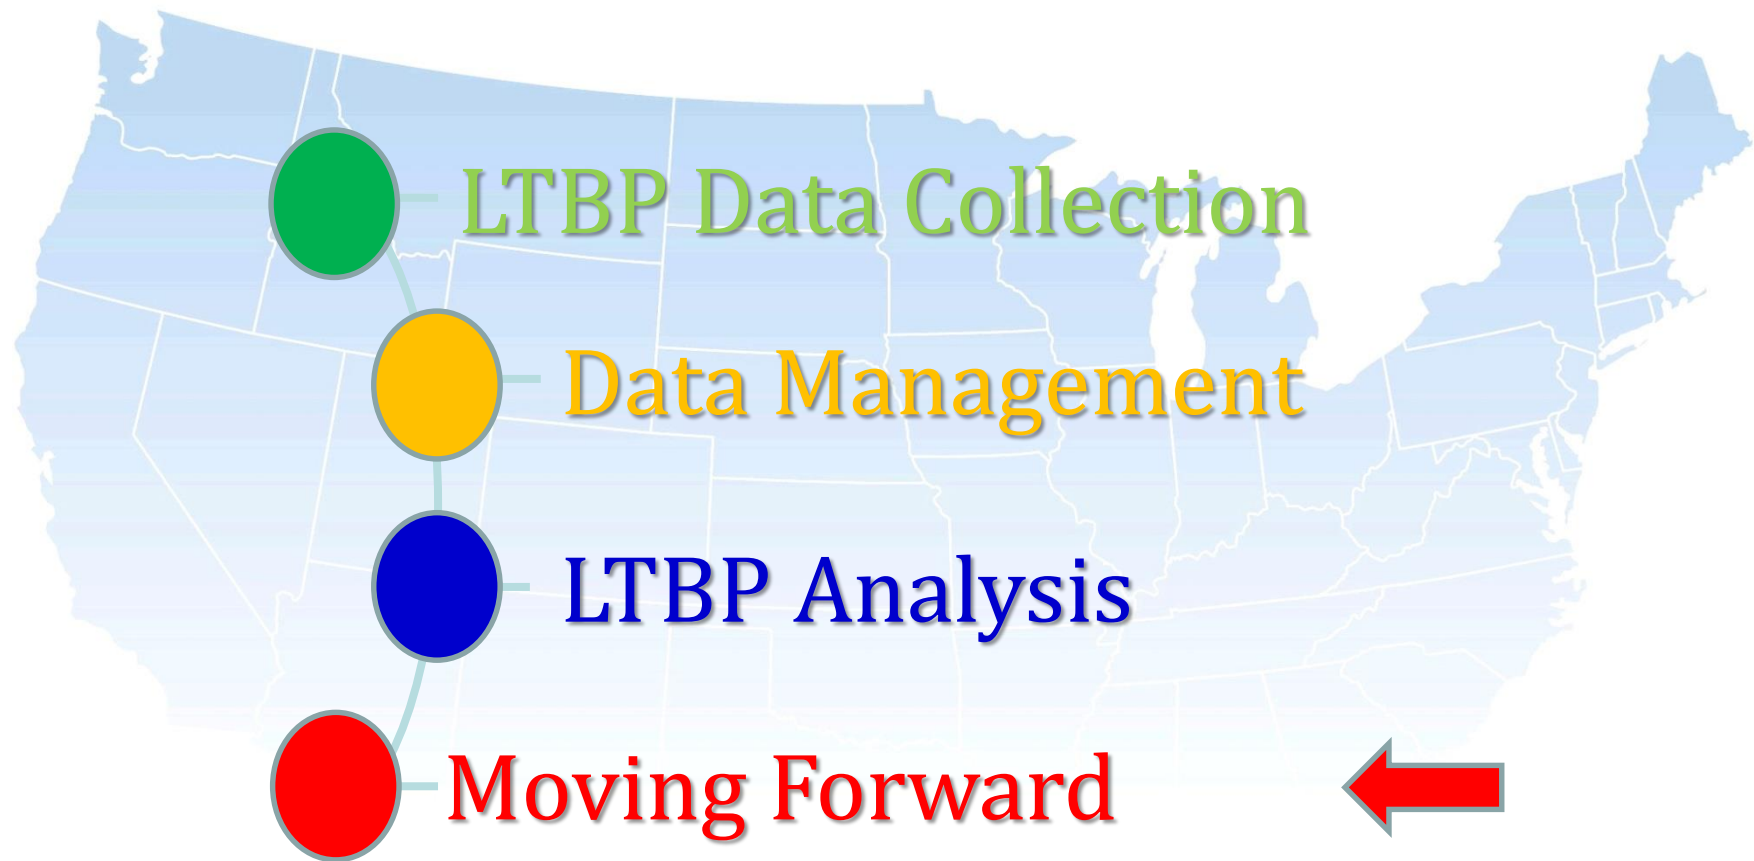 LTBP Data Collection
Data Management
LTBP Analysis
Moving Forward